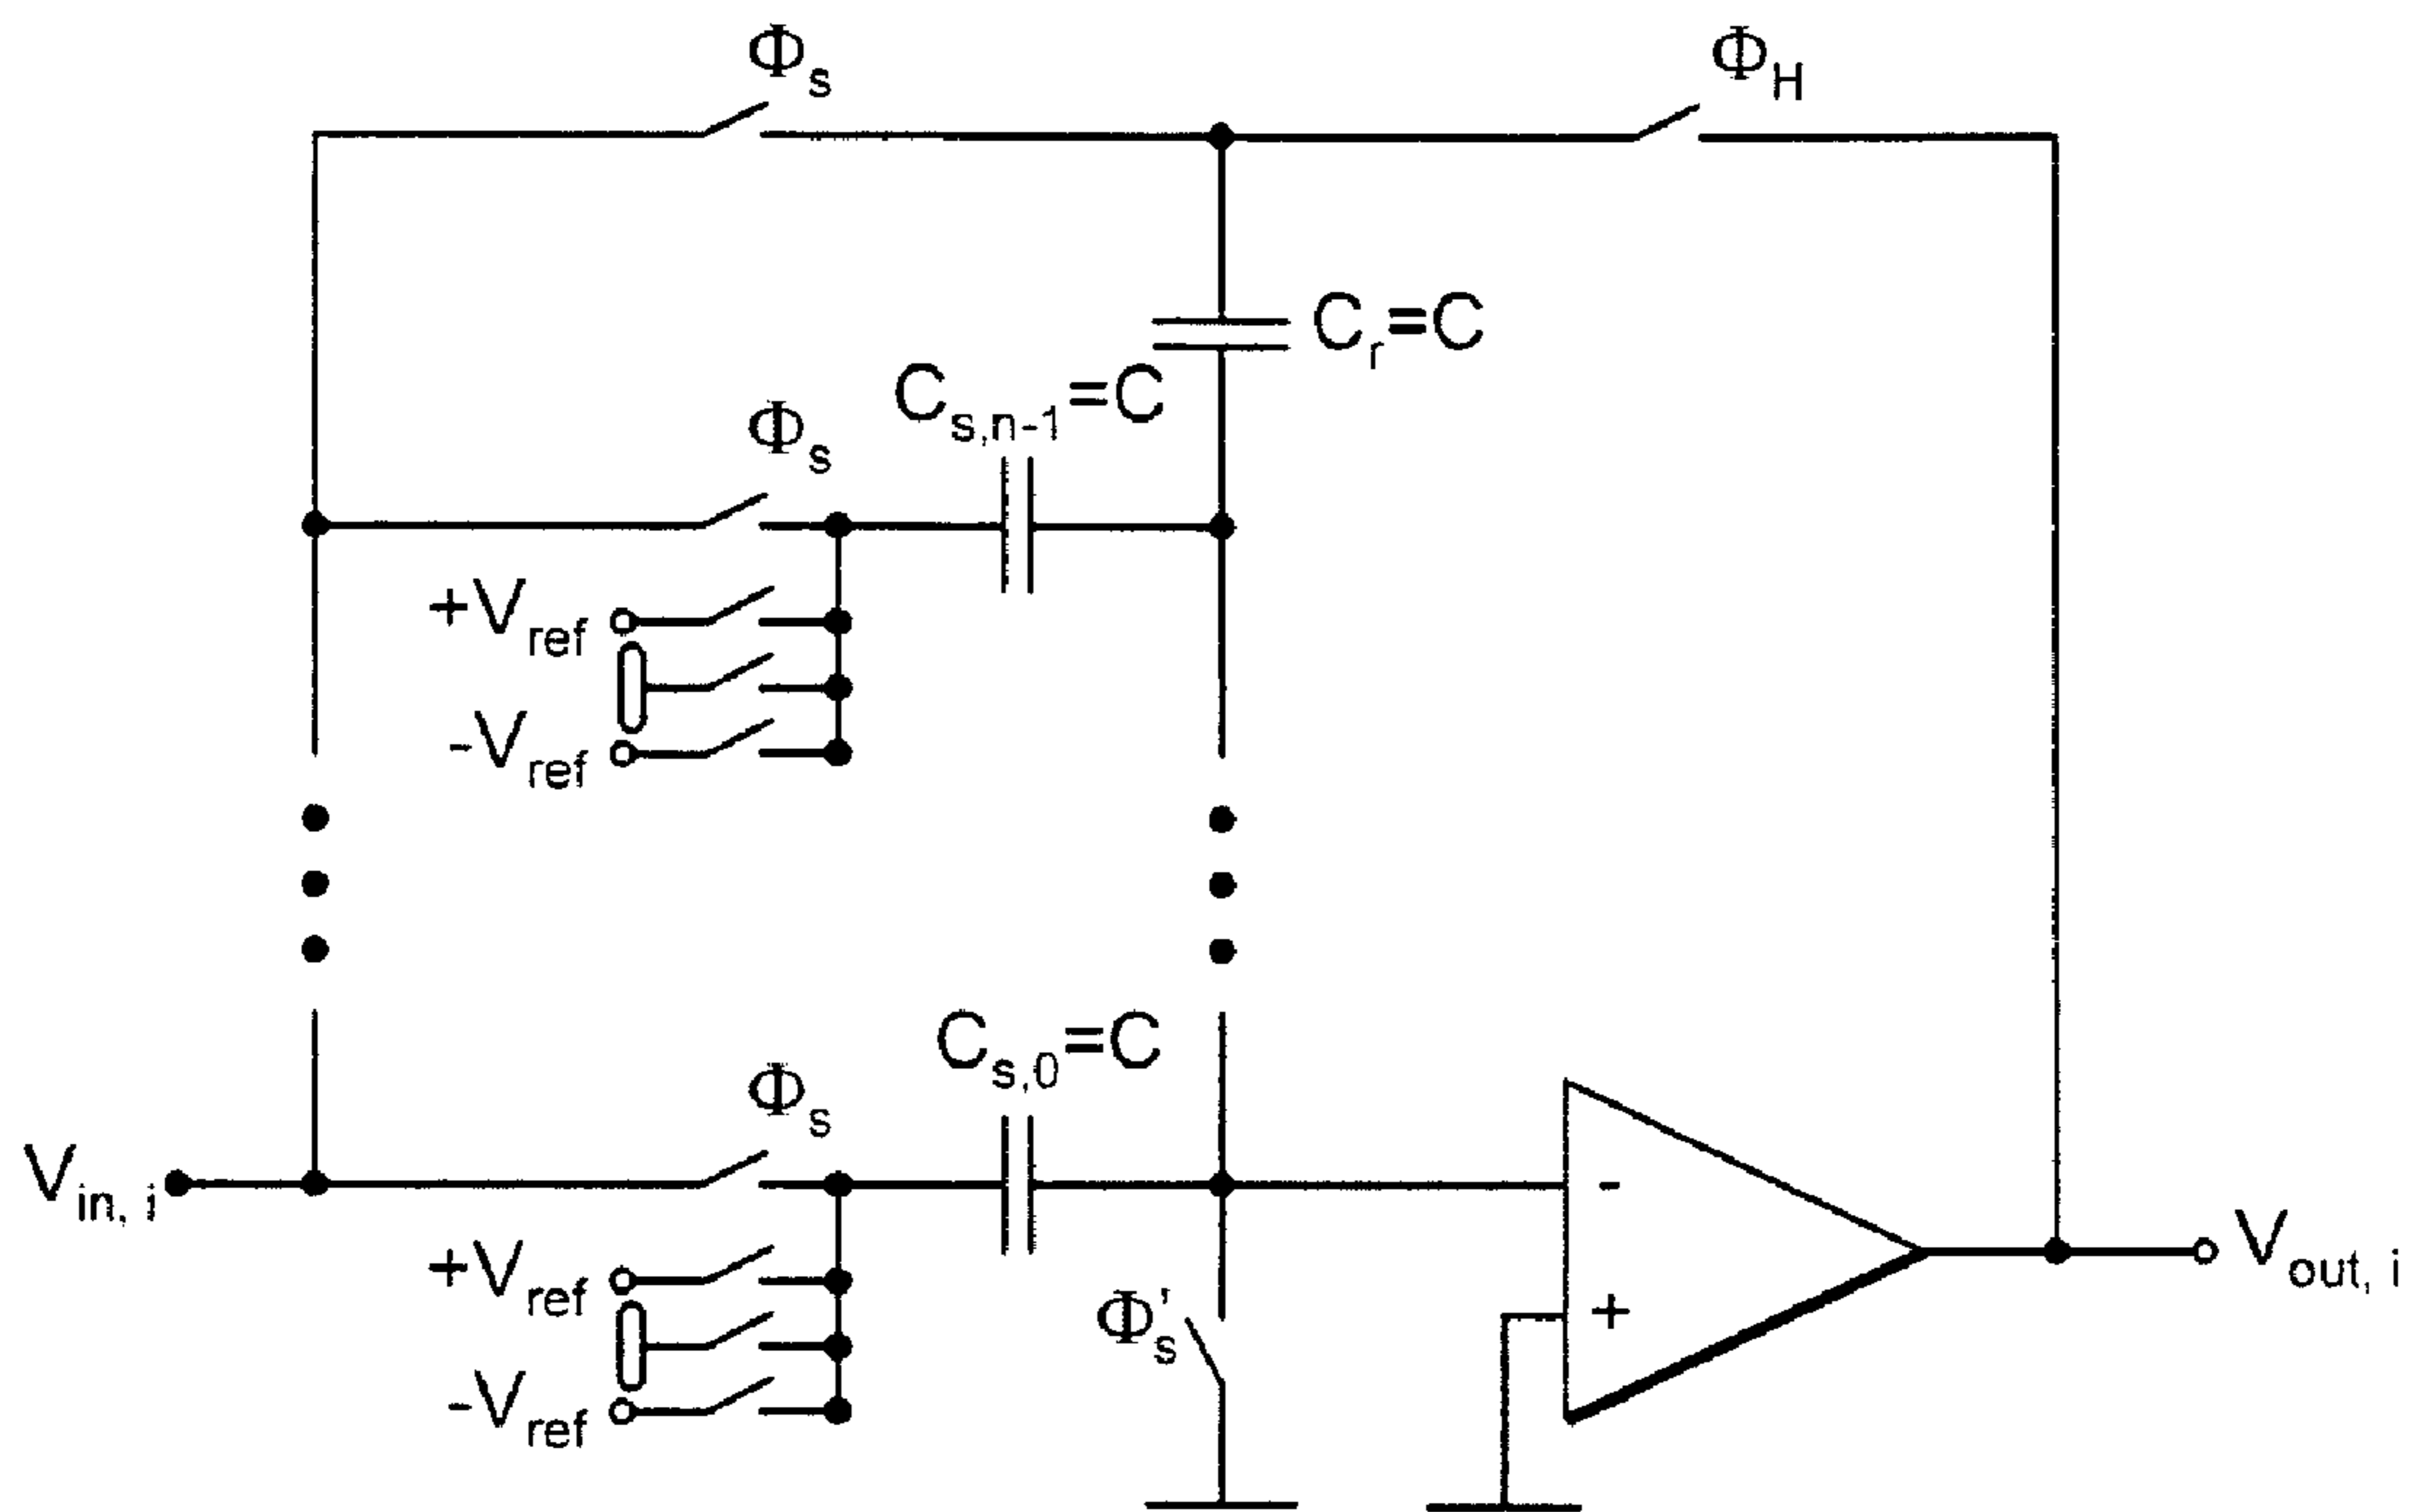 Φs
ΦH
Cr=C
Cs,n-1=C
Φs
+Vref
-Vref
Cs,0=C
Φs
Vin, i
-
+Vref
Vout, i
Φ's
+
-Vref